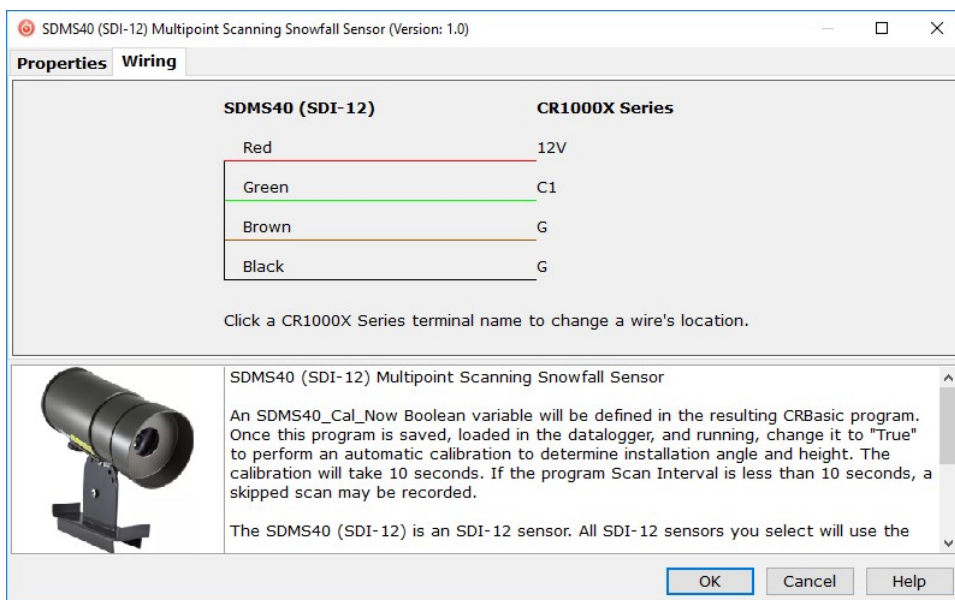 SDMS40 (SDI-12) Multipoint Scanning Snowfall Sensor (Version: 1.0)
Properties Wiring
SDMS40 (SDI-12) CR1000X Series
Red 12V
Green C1
Brown G
Black G
Click a CR1000X Series terminal name to change a wire's location.
SDMS40 (SDI-12) Multipoint Scanning Snowfall Sensor
An SDMS40_Cal_Now Boolean variable will be defined in the resulting CRBasic program.
Once this program is saved, loaded in the datalogger, and running, change it to "True"
to perform an automatic calibration to determine installation angle and height. The
calibration will take 10 seconds. If the program Scan Interval is less than 10 seconds, a
skipped scan may be recorded.
The SDMS40 (SDI-12) is an SDI-12 sensor. All SDI-12 sensors you select will use the
OK Cancel Help